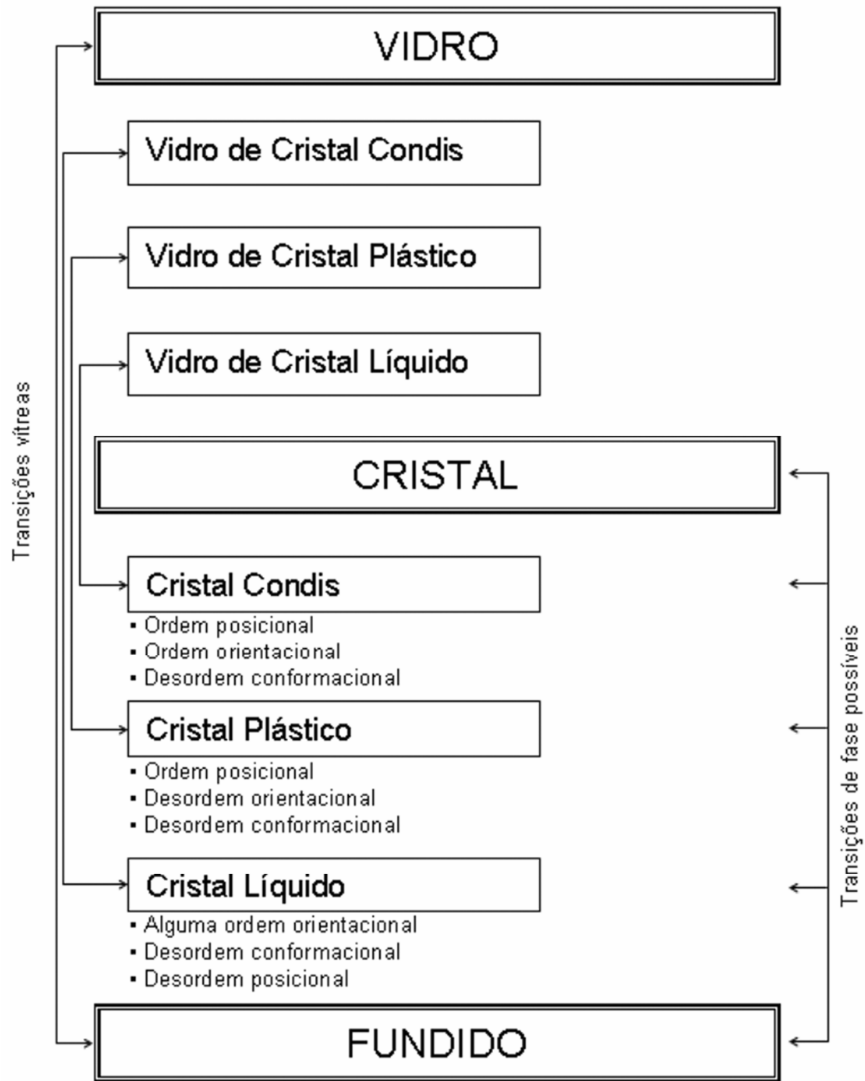 VIDRO
Vidro de Cristal Condis
Vidro de Cristal Plástico
Vidro de Cristal Líquido
Transições vítreas
CRISTAL
Cristal Condis
▪ Ordem posicional
▪ Ordem orientacional
▪ Desordem conformacional
Cristal Plástico
▪ Ordem posicional
▪ Desordem orientacional
▪ Desordem conformacional
Transições de fase possíveis
Cristal Líquido
▪ Alguma ordem orientacional
▪ Desordem conformacional
▪ Desordem posicional
FUNDIDO